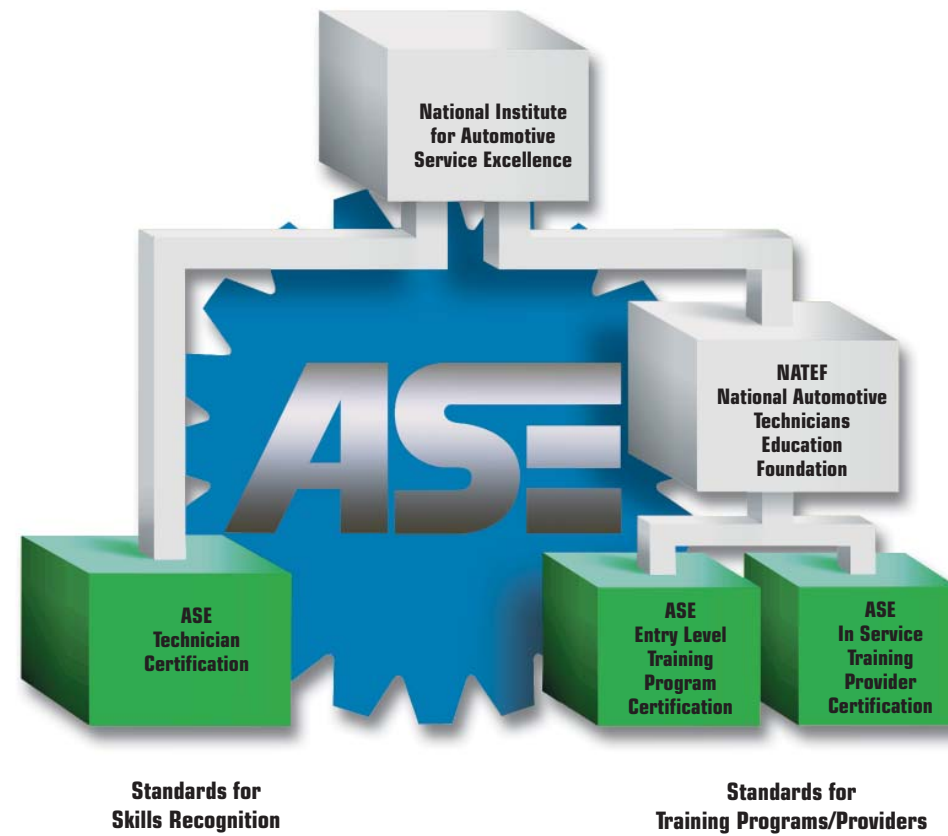 National Institute
for Automotive
Service Excellence
NATEF
National Automotive
Technicians
Education
Foundation
ASE
ASE
Technician
Certification
ASE
Entry Level
Training
Program
Certification
ASE
In Service
Training
Provider
Certification
Standards for
Skills Recognition
Standards for
Training Programs/Providers